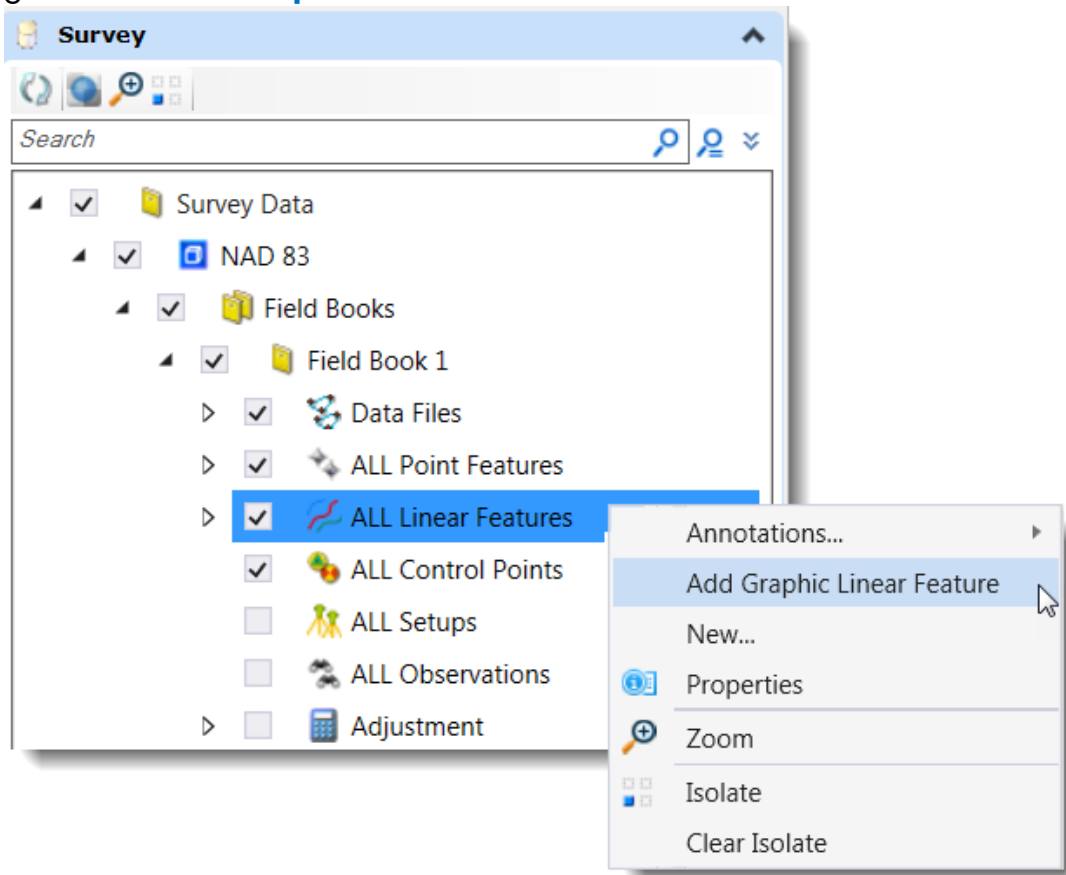 Survey
Search
Survey Data
NAD 83
Field Books
Field Book 1
Data Files
ALL Point Features
ALL Linear Features
ALL Control Points
ALL Setups
ALL Observations
Adjustment
Annotations...
Add Graphic Linear Feature
New...
Properties
Zoom
Isolate
Clear Isolate